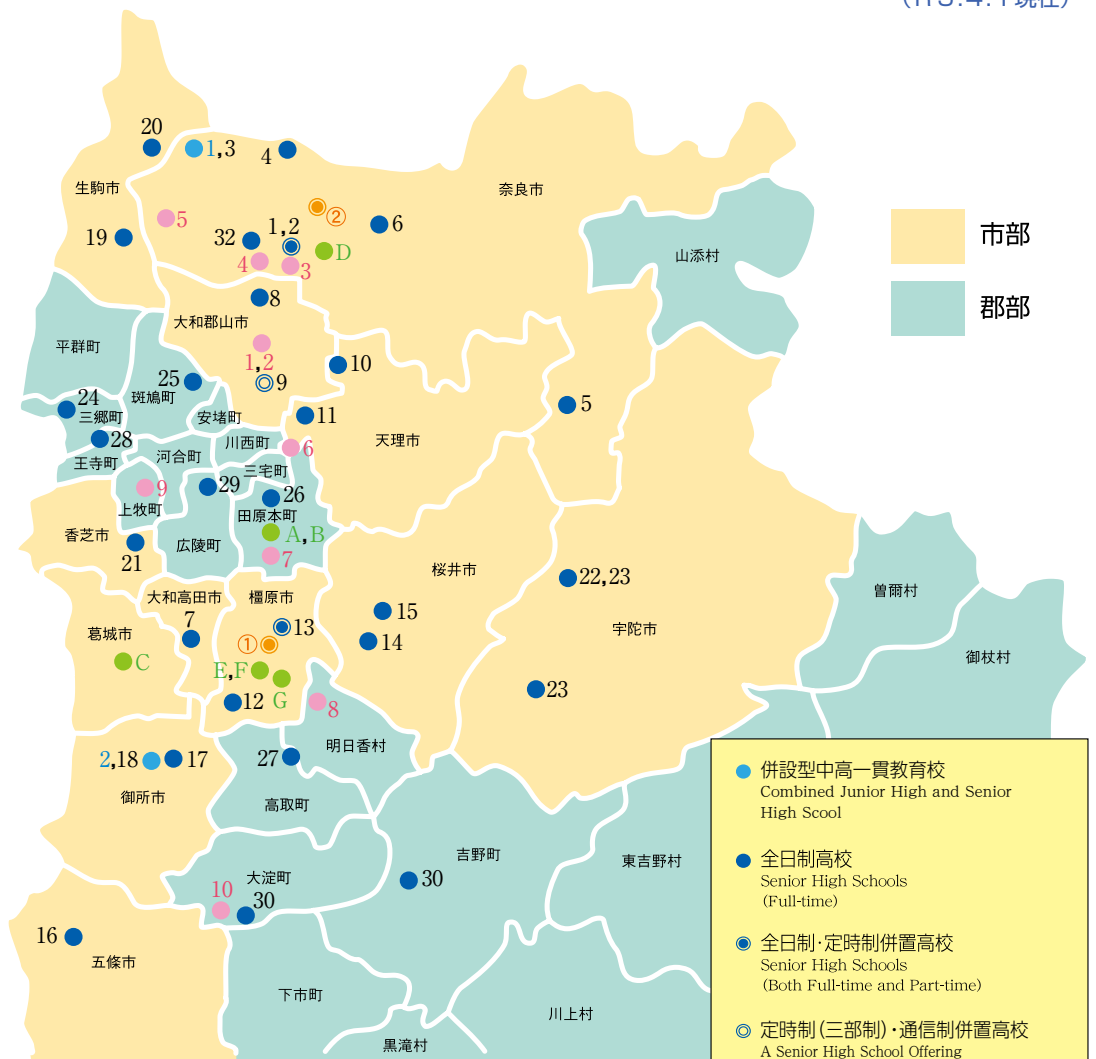 20
1,3
4
生駒市
奈良市
5
②
1,2
6
19
32
D
市部
4
3
山添村
8
郡部
大和郡山市
平群町
1,2
10
25
9
24
斑鳩町
5
三郷町
安堵町
11
28
川西町
天理市
王寺町
河合町
6
三宅町
9
29
26
上牧町
田原本町
香芝市
広陵町
A,B
21
7
桜井市
22,23
曽爾村
大和高田市
橿原市
7
15
葛城市
13
宇陀市
①
14
御杖村
C
E,F
G
23
12
8
明日香村
2,18
17
27
御所市
高取町
併設型中高一貫教育校
Combined Junior High and Senior
High Scool
吉野町
東吉野村
全日制高校
Senior High Schools
(Full-time)
大淀町
10
30
30
16
全日制・定時制併置高校
Senior High Schools
(Both Full-time and Part-time)
五條市
下市町
川上村
定時制(三部制)・通信制併置高校
A Senior High School Offering
黒滝村